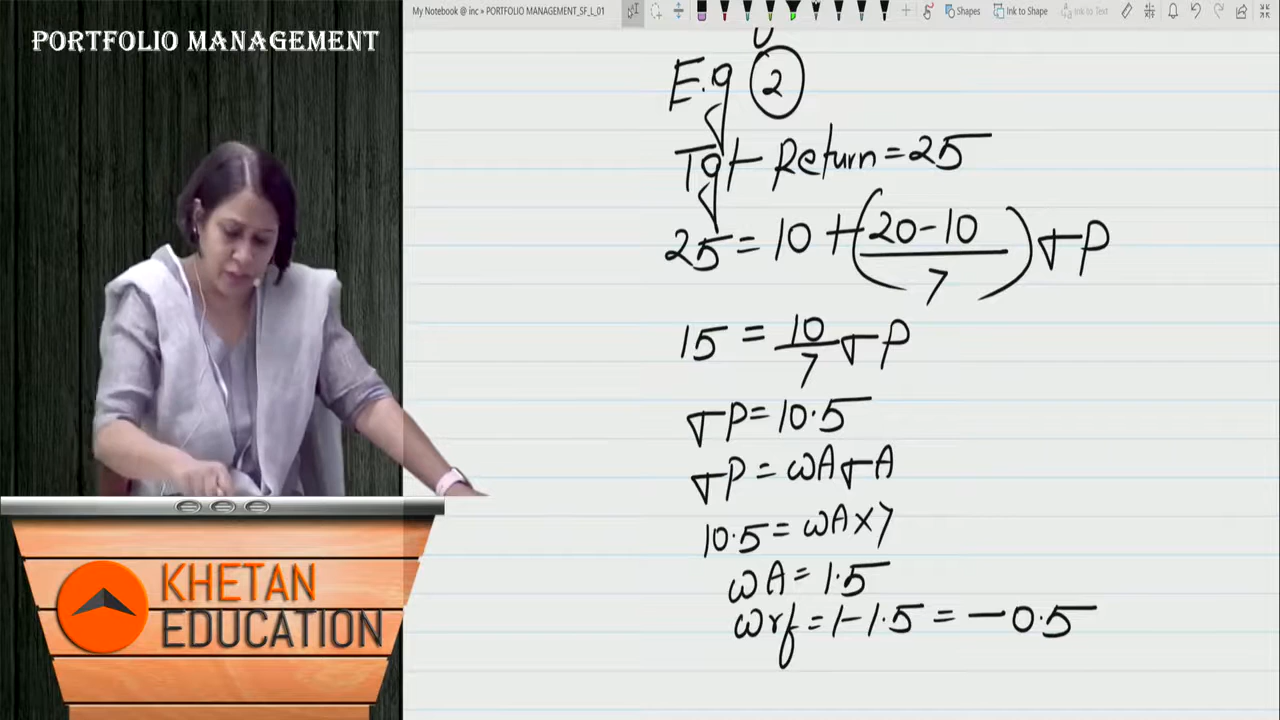 PORTFOLIO MANAGEMENT
My Notebook @ inc » PORTFOLIO MANAGEMENT_SF_L_01
Shapes
Ink to Shape
Ink to Text
E.g 2
Tgt Return = 25
25 = 10 + (20 - 10 / 7) σP
15 = 10/7 σP
σP = 10.5
σP = wA σA
10.5 = wA x 7
wA = 1.5
wrf = 1 - 1.5 = - 0.5
KHETAN
EDUCATION